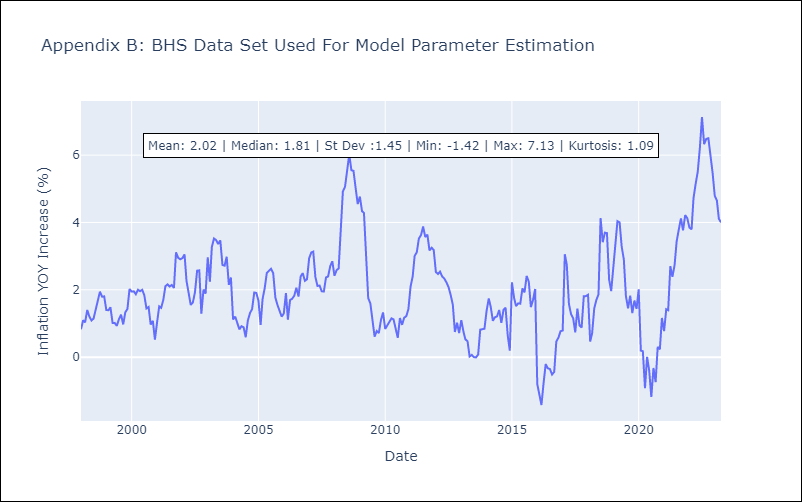 Appendix B: BHS Data Set Used For Model Parameter Estimation
Mean: 2.02 | Median: 1.81 | St Dev :1.45 | Min: -1.42 | Max: 7.13 | Kurtosis: 1.09
Inflation YOY Increase (%)
6
4
2
0
2000
2005
2010
2015
2020
Date